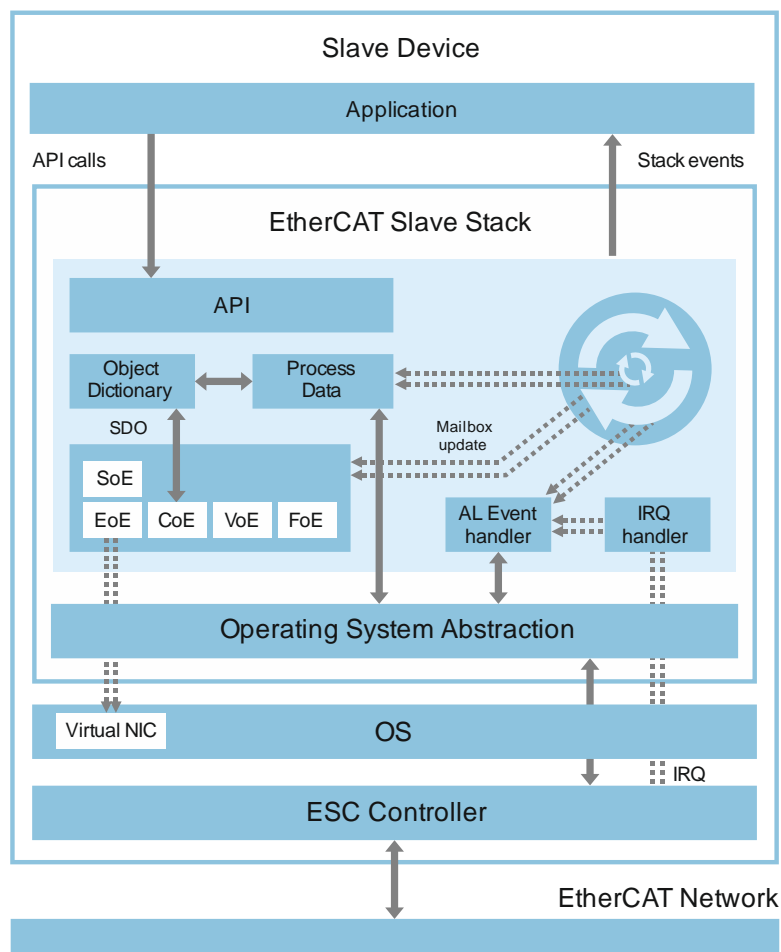 Slave Device
Application
API calls
Stack events
EtherCAT Slave Stack
API
Object
Dictionary
Process
Data
SDO
Mailbox
update
SoE
EoE
CoE
VoE
FoE
AL Event
handler
IRQ
handler
Operating System Abstraction
Virtual NIC
OS
IRQ
ESC Controller
EtherCAT Network